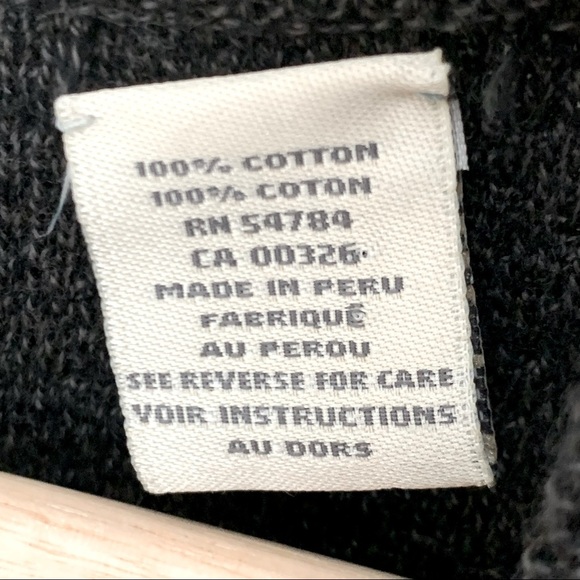 100% COTTON
100% COTON
RN 54784
CA 00326
MADE IN PERU
FABRIQUÉ
AU PEROU
SEE REVERSE FOR CARE
VOIR INSTRUCTIONS
AU DORS